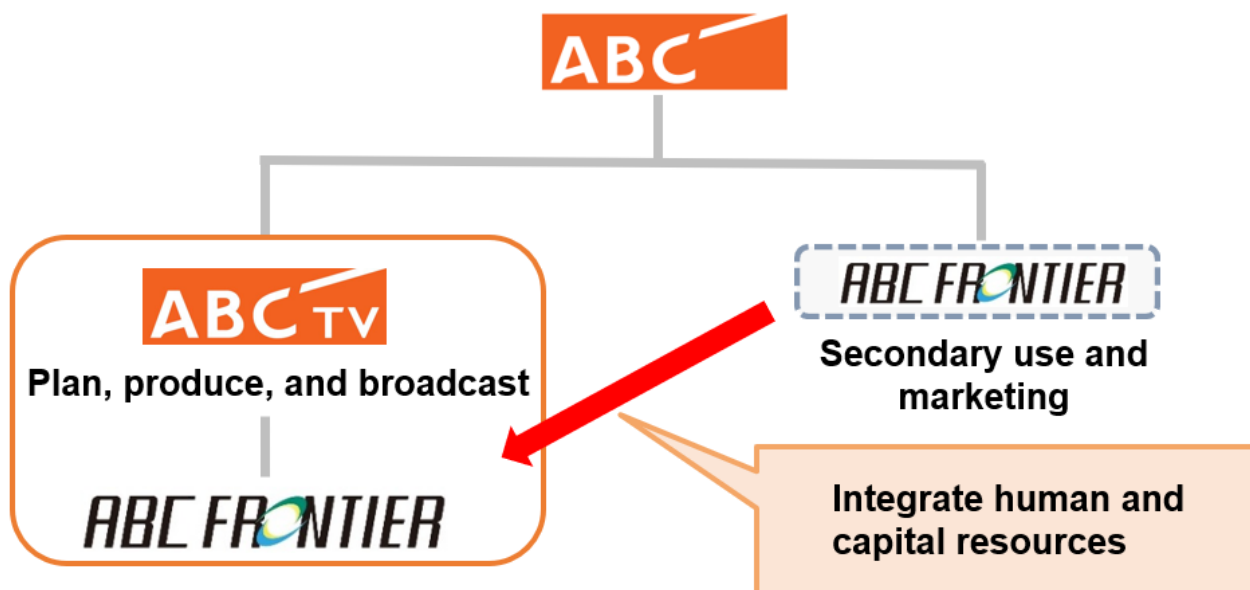 ABC
ABC TV
Plan, produce, and broadcast
ABC FRONTIER
ABC FRONTIER
Secondary use and
marketing
Integrate human and
capital resources